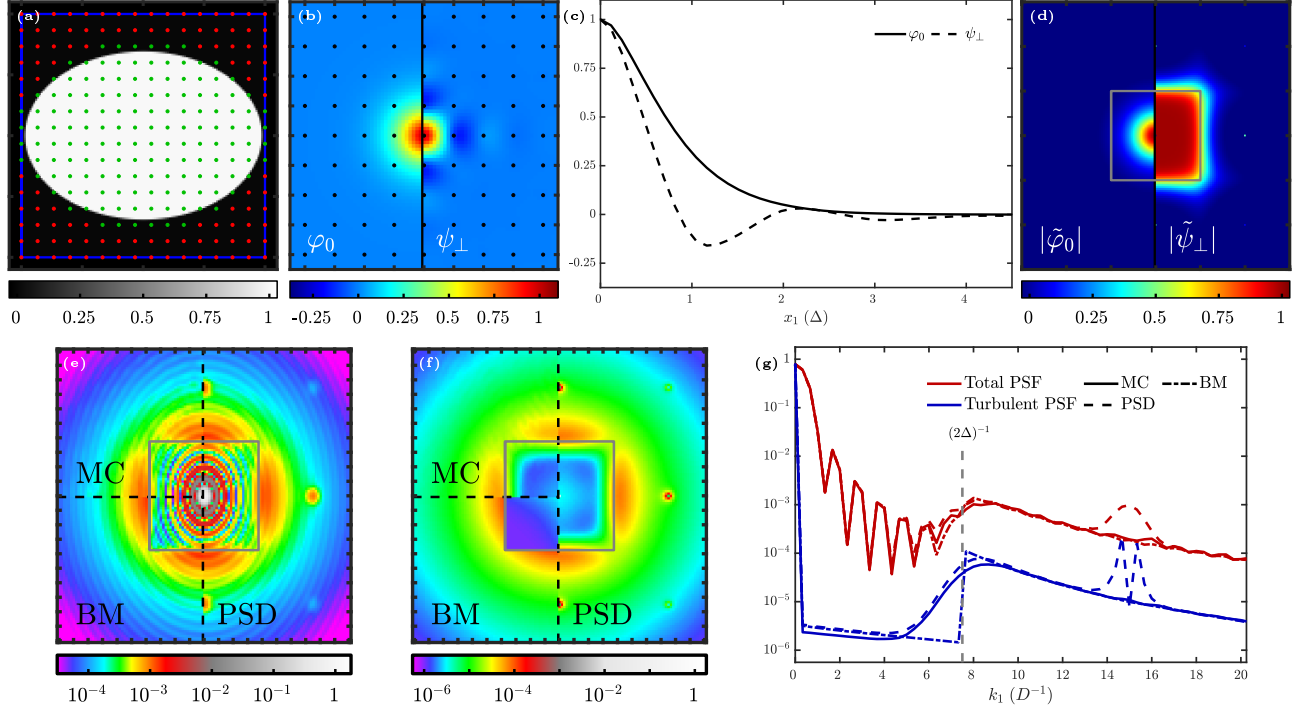 (a)
0 0.25 0.5 0.75 1
(b)
φ₀ ψ⊥
-0.25 0 0.25 0.5 0.75 1
(c)
φ₀ ψ⊥
1
0.75
0.5
0.25
0
-0.25
0 1 2 3 4
x₁ (Δ)
(d)
|φ̃₀| |ψ̃⊥|
0 0.25 0.5 0.75 1
(e)
MC
BM PSD
10⁻⁴ 10⁻³ 10⁻² 10⁻¹ 1
(f)
MC
BM PSD
10⁻⁶ 10⁻⁴ 10⁻² 1
(g)
Total PSF MC BM
Turbulent PSF PSD
(2Δ)⁻¹
1
10⁻¹
10⁻²
10⁻³
10⁻⁴
10⁻⁵
10⁻⁶
0 2 4 6 8 10 12 14 16 18 20
k₁ (D⁻¹)